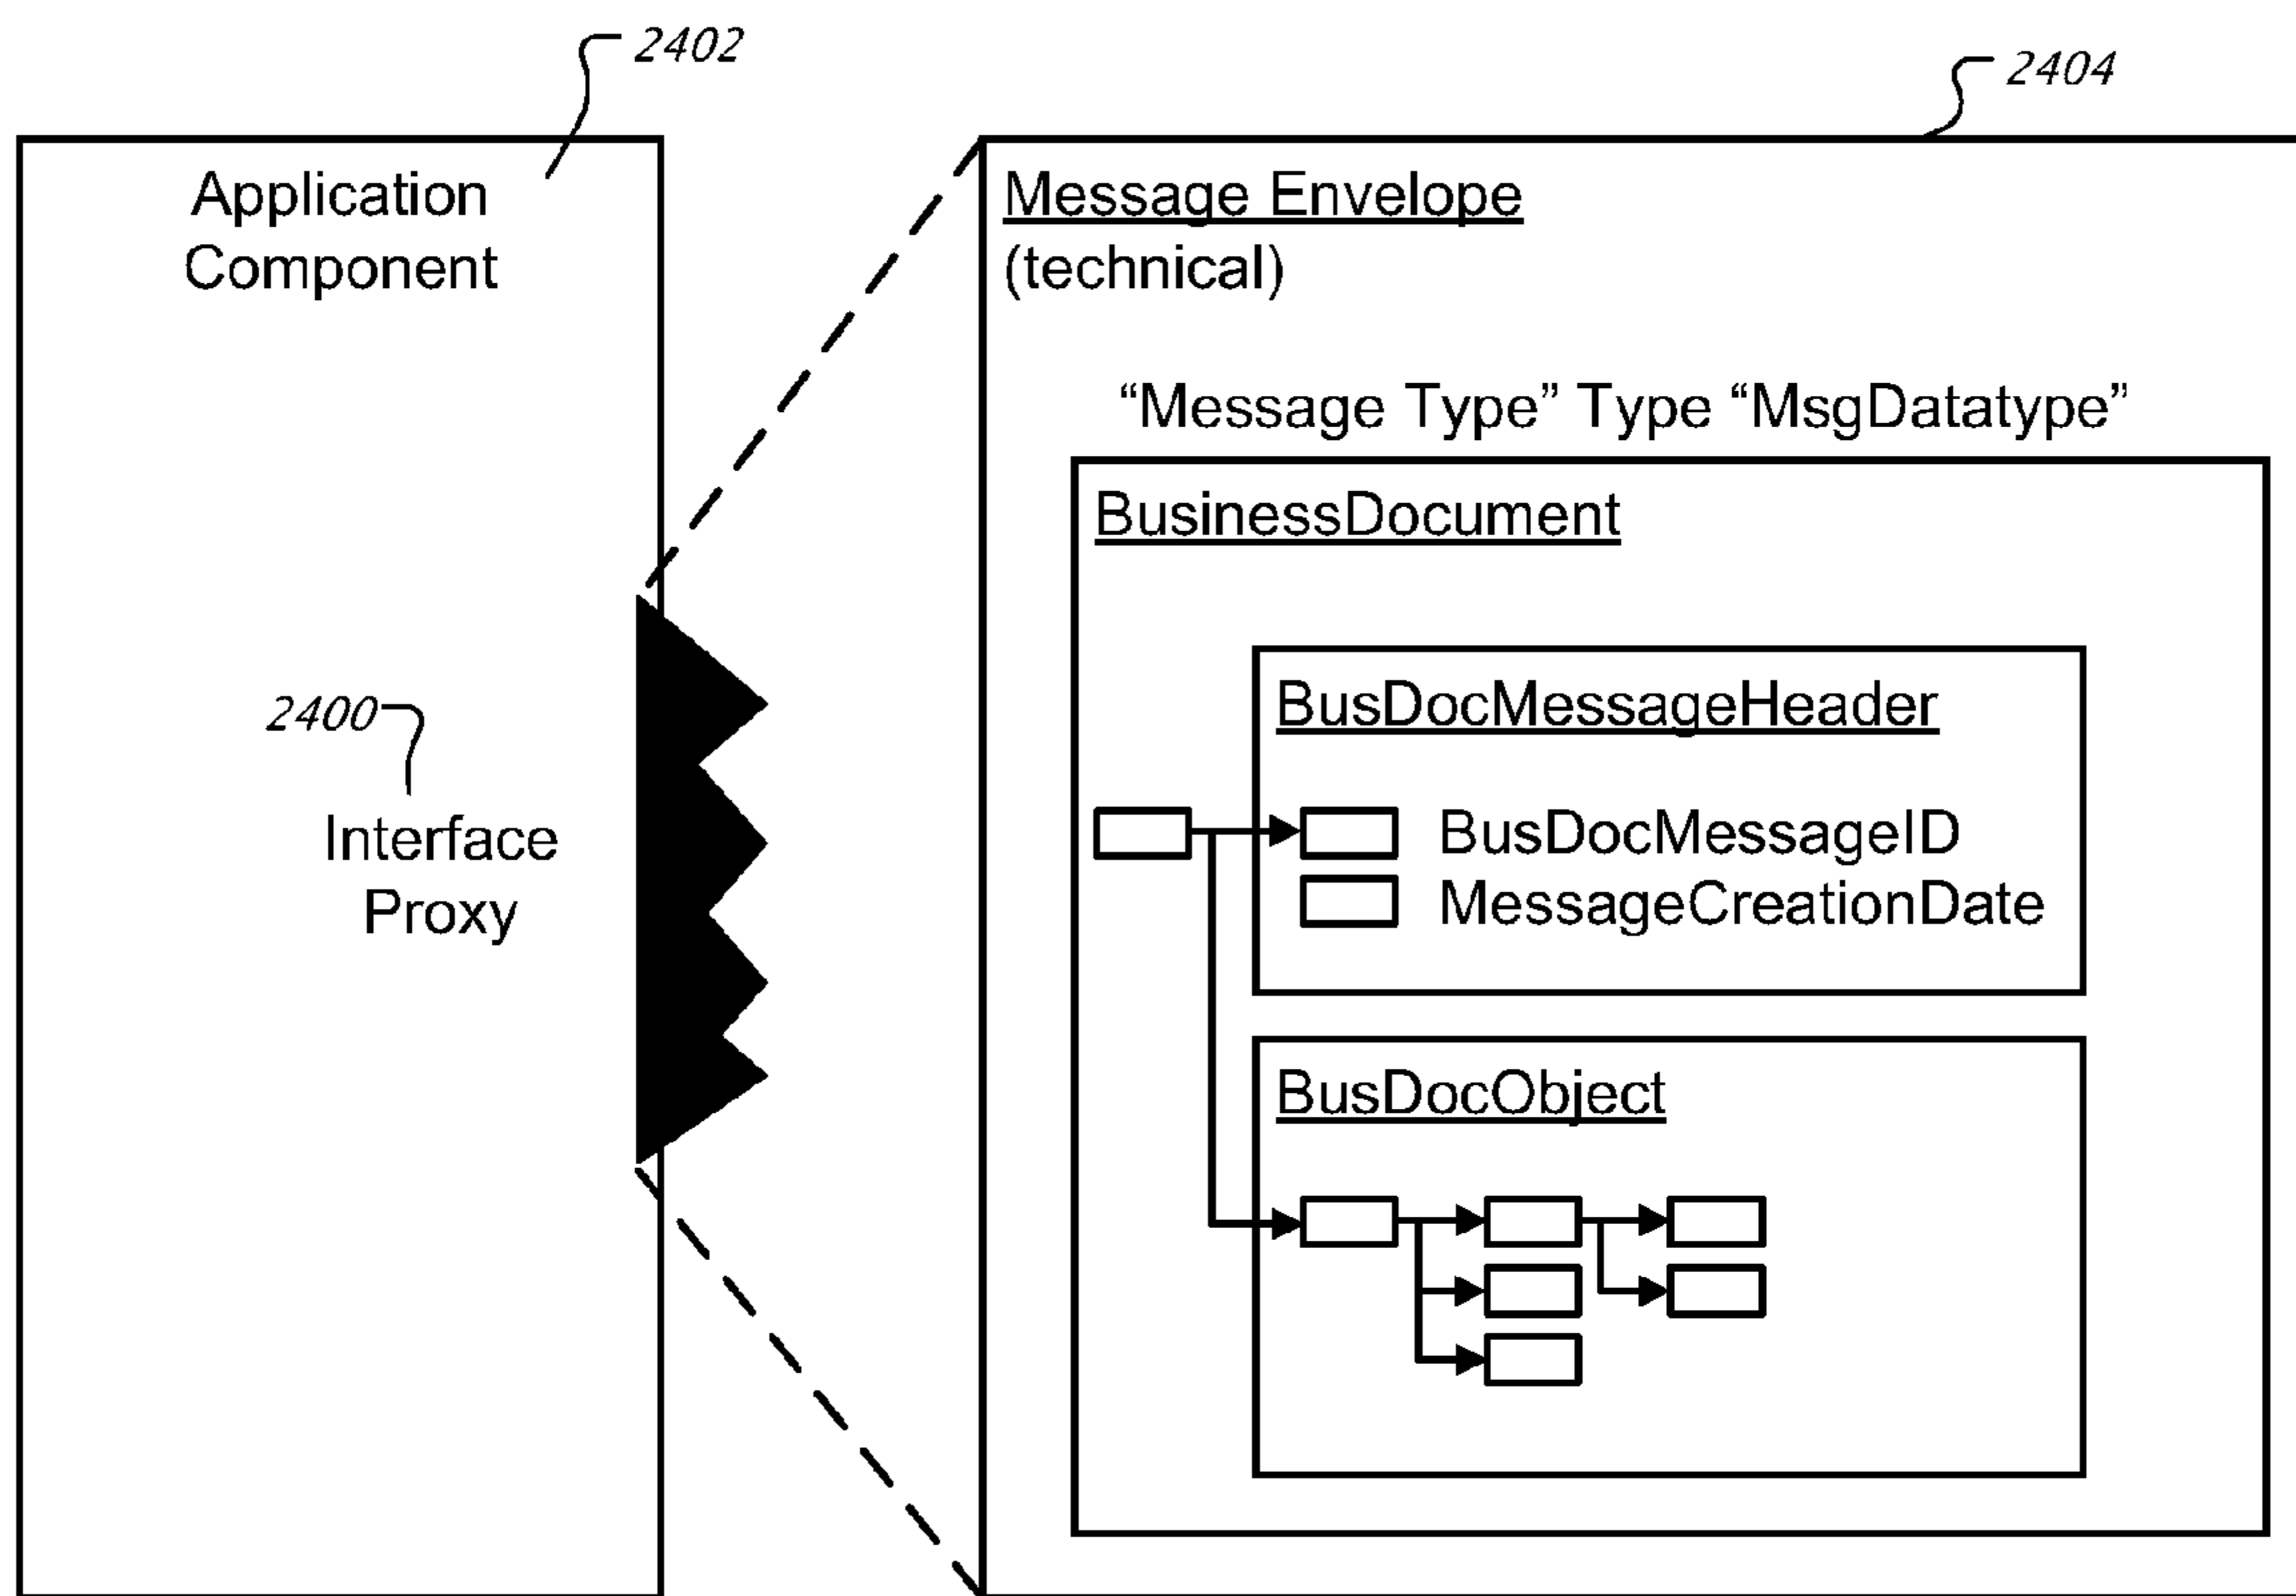 2402
2404
Application
Component
Message Envelope
(technical)
“Message Type” Type “MsgDatatype”
BusinessDocument
BusDocMessageHeader
2400
Interface
Proxy
BusDocMessageID
MessageCreationDate
BusDocObject